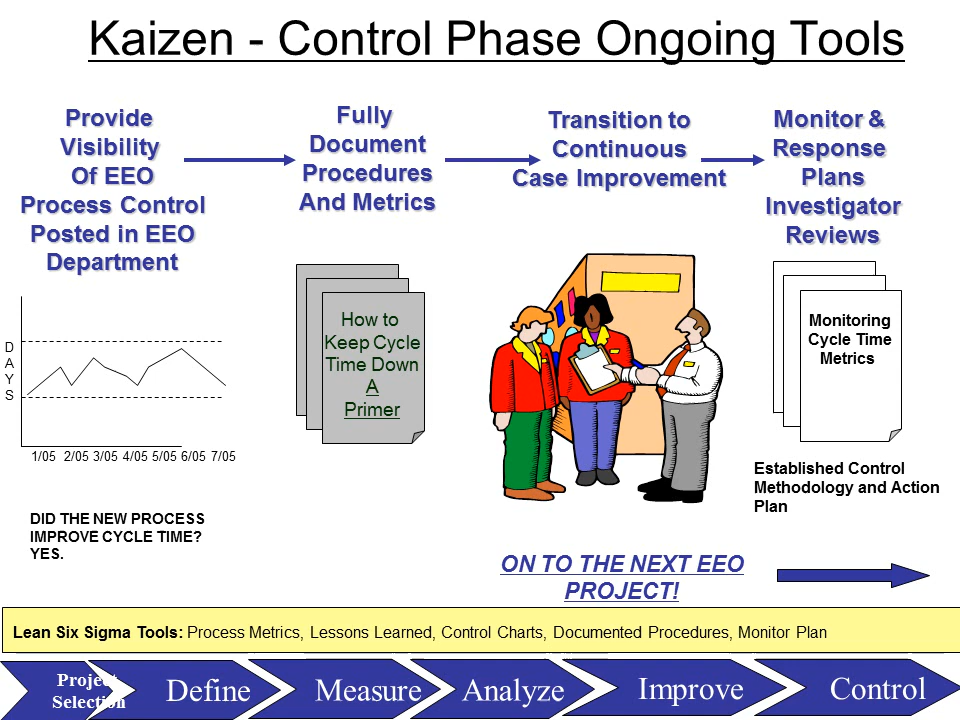 Kaizen - Control Phase Ongoing Tools
Provide
Visibility
Of EEO
Process Control
Posted in EEO
Department
Fully
Document
Procedures
And Metrics
Transition to
Continuous
Case Improvement
Monitor &
Response
Plans
Investigator
Reviews
D
A
Y
S
1/05 2/05 3/05 4/05 5/05 6/05 7/05
How to
Keep Cycle
Time Down
A
Primer
Monitoring
Cycle Time
Metrics
Established Control
Methodology and Action
Plan
DID THE NEW PROCESS
IMPROVE CYCLE TIME?
YES.
ON TO THE NEXT EEO
PROJECT!
Lean Six Sigma Tools: Process Metrics, Lessons Learned, Control Charts, Documented Procedures, Monitor Plan
Project
Selection
Define
Measure
Analyze
Improve
Control